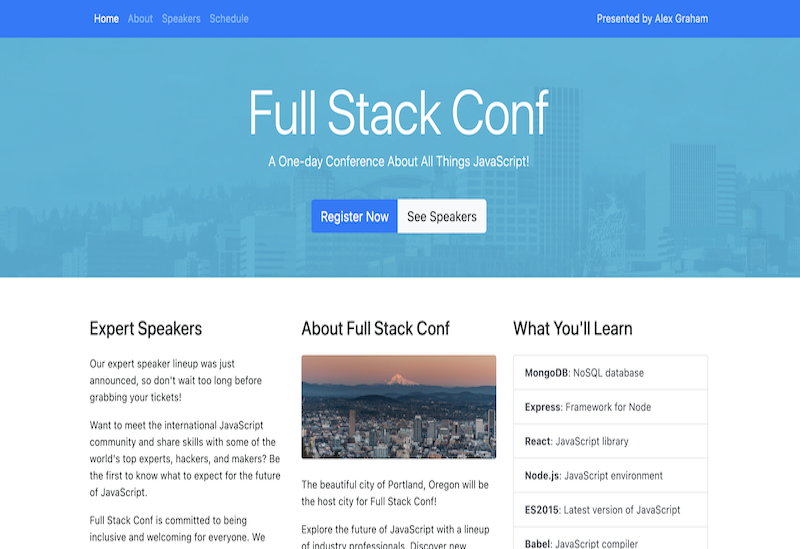 Home About Speakers Schedule Presented by Alex Graham
Full Stack Conf
A One-day Conference About All Things JavaScript!
Register Now See Speakers
Expert Speakers
Our expert speaker lineup was just
announced, so don't wait too long before
grabbing your tickets!
Want to meet the international JavaScript
community and share skills with some of the
world's top experts, hackers, and makers? Be
the first to know what to expect for the future
of JavaScript.
Full Stack Conf is committed to being
inclusive and welcoming for everyone. We
About Full Stack Conf
The beautiful city of Portland, Oregon will be
the host city for Full Stack Conf!
Explore the future of JavaScript with a lineup
of industry professionals. Discover new
What You'll Learn
MongoDB: NoSQL database
Express: Framework for Node
React: JavaScript library
Node.js: JavaScript environment
ES2015: Latest version of JavaScript
Babel: JavaScript compiler